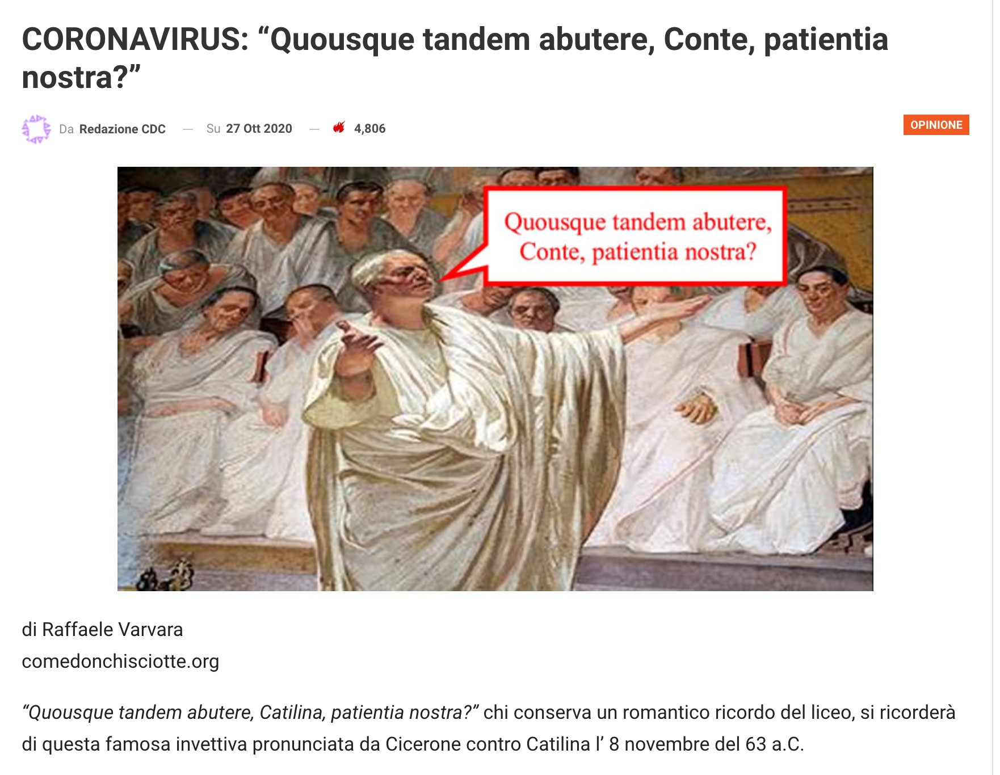 CORONAVIRUS: “Quousque tandem abutere, Conte, patientia
nostra?”
Da Redazione CDC — Su 27 Ott 2020 — 4,806
OPINIONE
Quousque tandem abutere,
Conte, patientia nostra?
di Raffaele Varvara
comedonchisciotte.org
“Quousque tandem abutere, Catilina, patientia nostra?” chi conserva un romantico ricordo del liceo, si ricorderà
di questa famosa invettiva pronunciata da Cicerone contro Catilina l’ 8 novembre del 63 a.C.